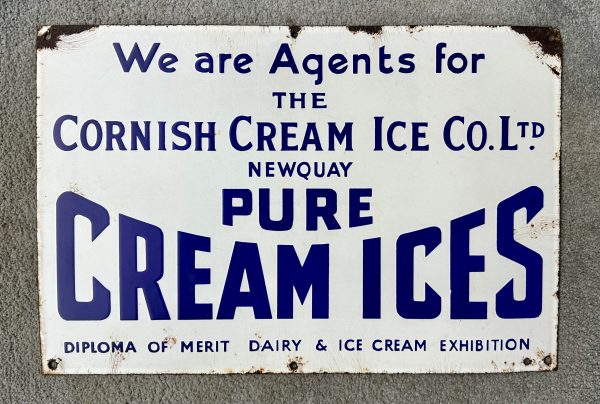 We are Agents for
THE
CORNISH CREAM ICE CO. LTD.
NEWQUAY
PURE
CREAM ICES
DIPLOMA OF MERIT DAIRY & ICE CREAM EXHIBITION